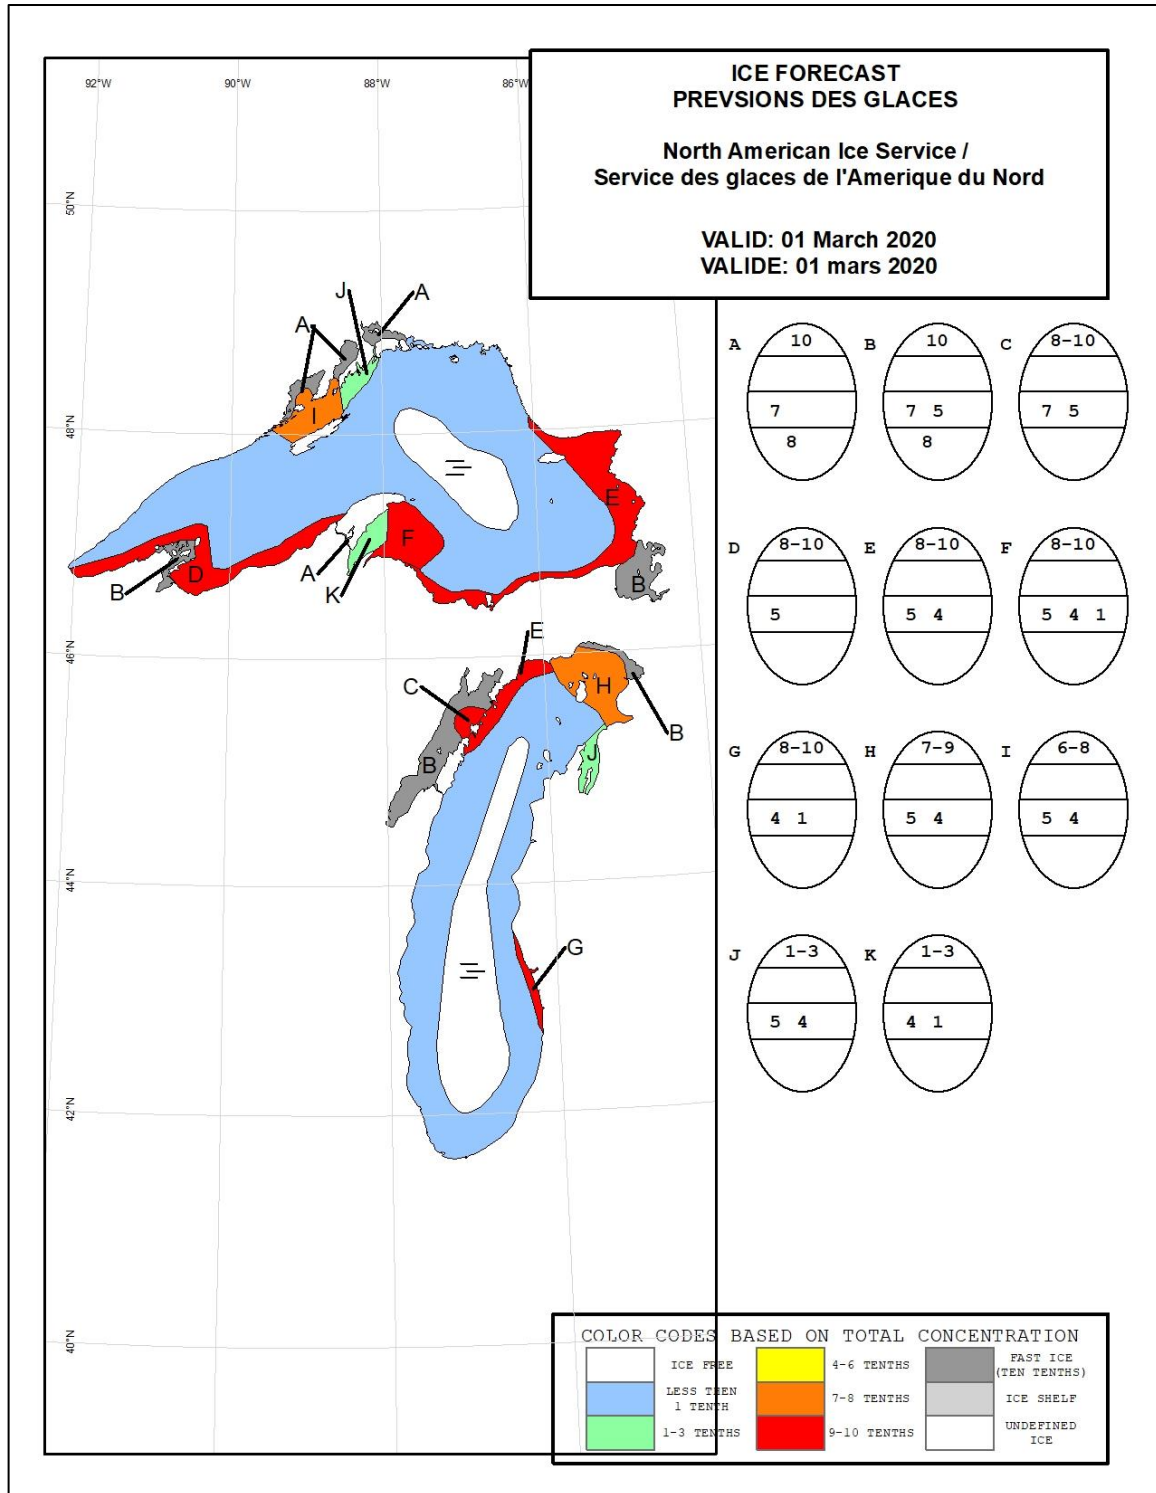 ICE FORECAST
PREVSIONS DES GLACES
North American Ice Service /
Service des glaces de l'Amerique du Nord
VALID: 01 March 2020
VALIDE: 01 mars 2020
92°W
90°W
88°W
86°W
50°N
48°N
46°N
44°N
42°N
40°N
J
A
A
I
E
F
A
K
B
D
B
E
C
H
B
B
J
G
A
10
7
8
B
10
7 5
8
C
8-10
7 5
D
8-10
5
E
8-10
5 4
F
8-10
5 4 1
G
8-10
4 1
H
7-9
5 4
I
6-8
5 4
J
1-3
5 4
K
1-3
4 1
COLOR CODES BASED ON TOTAL CONCENTRATION
ICE FREE
LESS THEN
1 TENTH
1-3 TENTHS
4-6 TENTHS
7-8 TENTHS
9-10 TENTHS
FAST ICE
(TEN TENTHS)
ICE SHELF
UNDEFINED
ICE